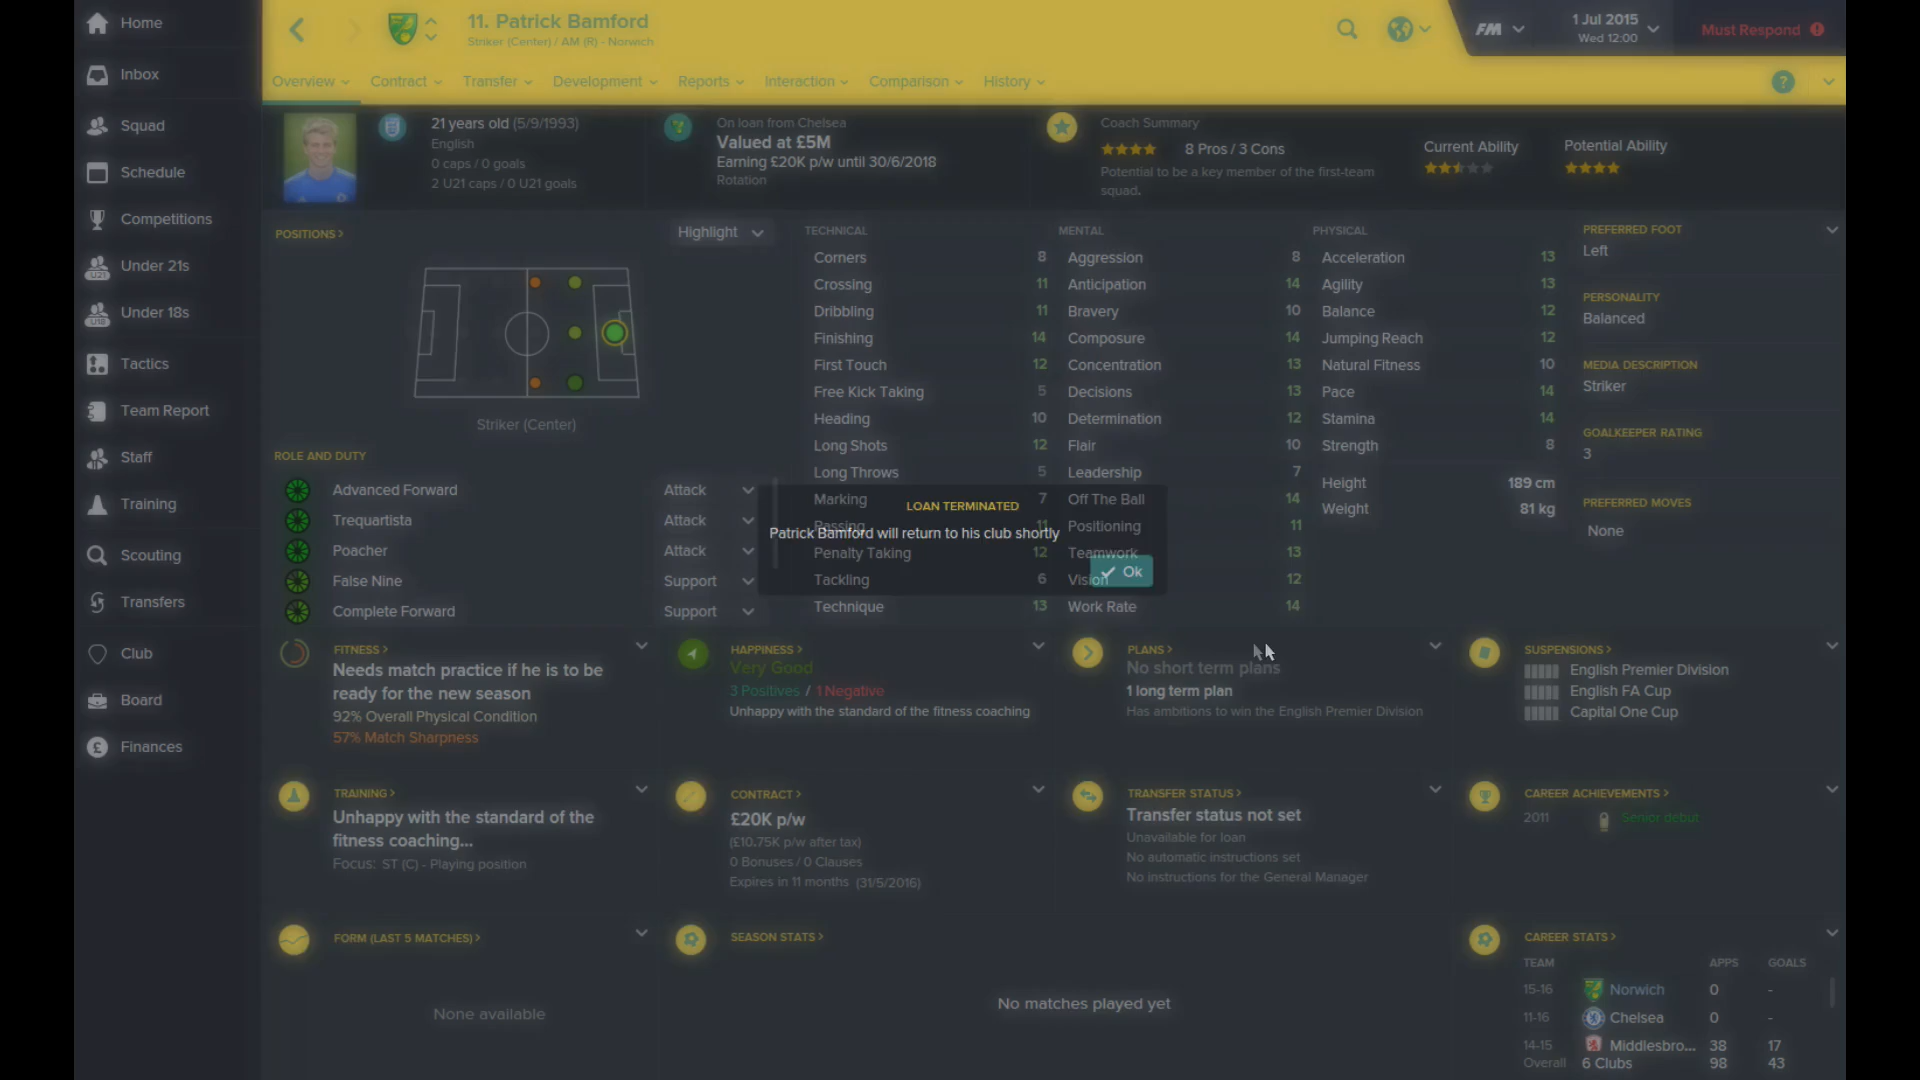 Home
Inbox
Squad
Schedule
Competitions
Under 21s
Under 18s
Tactics
Team Report
Staff
Training
Scouting
Transfers
Club
Board
Finances
11. Patrick Bamford
Striker (Center) / AM (R) - Norwich
FM
1 Jul 2015
Wed 12:00
Must Respond
Overview
Contract
Transfer
Development
Reports
Interaction
Comparison
History
?
21 years old (5/9/1993)
English
0 caps / 0 goals
2 U21 caps / 0 U21 goals
On loan from Chelsea
Valued at £5M
Earning £20K p/w until 30/6/2018
Rotation
Coach Summary
8 Pros / 3 Cons
Potential to be a key member of the first-team
squad.
Current Ability
Potential Ability
POSITIONS >
Highlight
Striker (Center)
ROLE AND DUTY
Advanced Forward Attack
Trequartista Attack
Poacher Attack
False Nine Support
Complete Forward Support
TECHNICAL
Corners 8
Crossing 11
Dribbling 11
Finishing 14
First Touch 12
Free Kick Taking 5
Heading 10
Long Shots 12
Long Throws 5
Marking 7
Passing 11
Penalty Taking 12
Tackling 6
Technique 13
MENTAL
Aggression 8
Anticipation 14
Bravery 10
Composure 14
Concentration 13
Decisions 13
Determination 12
Flair 10
Leadership 7
Off The Ball 14
Positioning 11
Teamwork 13
Vision 12
Work Rate 14
PHYSICAL
Acceleration 13
Agility 13
Balance 12
Jumping Reach 12
Natural Fitness 10
Pace 14
Stamina 14
Strength 8
Height 189 cm
Weight 81 kg
PREFERRED FOOT
Left
PERSONALITY
Balanced
MEDIA DESCRIPTION
Striker
GOALKEEPER RATING
3
PREFERRED MOVES
None
LOAN TERMINATED
Patrick Bamford will return to his club shortly
Ok
FITNESS >
Needs match practice if he is to be
ready for the new season
92% Overall Physical Condition
57% Match Sharpness
HAPPINESS >
Very Good
3 Positives / 1 Negative
Unhappy with the standard of the fitness coaching
PLANS >
No short term plans
1 long term plan
Has ambitions to win the English Premier Division
SUSPENSIONS >
English Premier Division
English FA Cup
Capital One Cup
TRAINING >
Unhappy with the standard of the
fitness coaching...
Focus: ST (C) - Playing position
CONTRACT >
£20K p/w
(£10.75K p/w after tax)
0 Bonuses / 0 Clauses
Expires in 11 months (31/5/2016)
TRANSFER STATUS >
Transfer status not set
Unavailable for loan
No automatic instructions set
No instructions for the General Manager
CAREER ACHIEVEMENTS >
2011 Senior debut
FORM (LAST 5 MATCHES) >
None available
SEASON STATS >
No matches played yet
CAREER STATS >
TEAM APPS GOALS
15-16 Norwich 0 -
11-16 Chelsea 0 -
14-15 Middlesbro... 38 17
Overall 6 Clubs 98 43